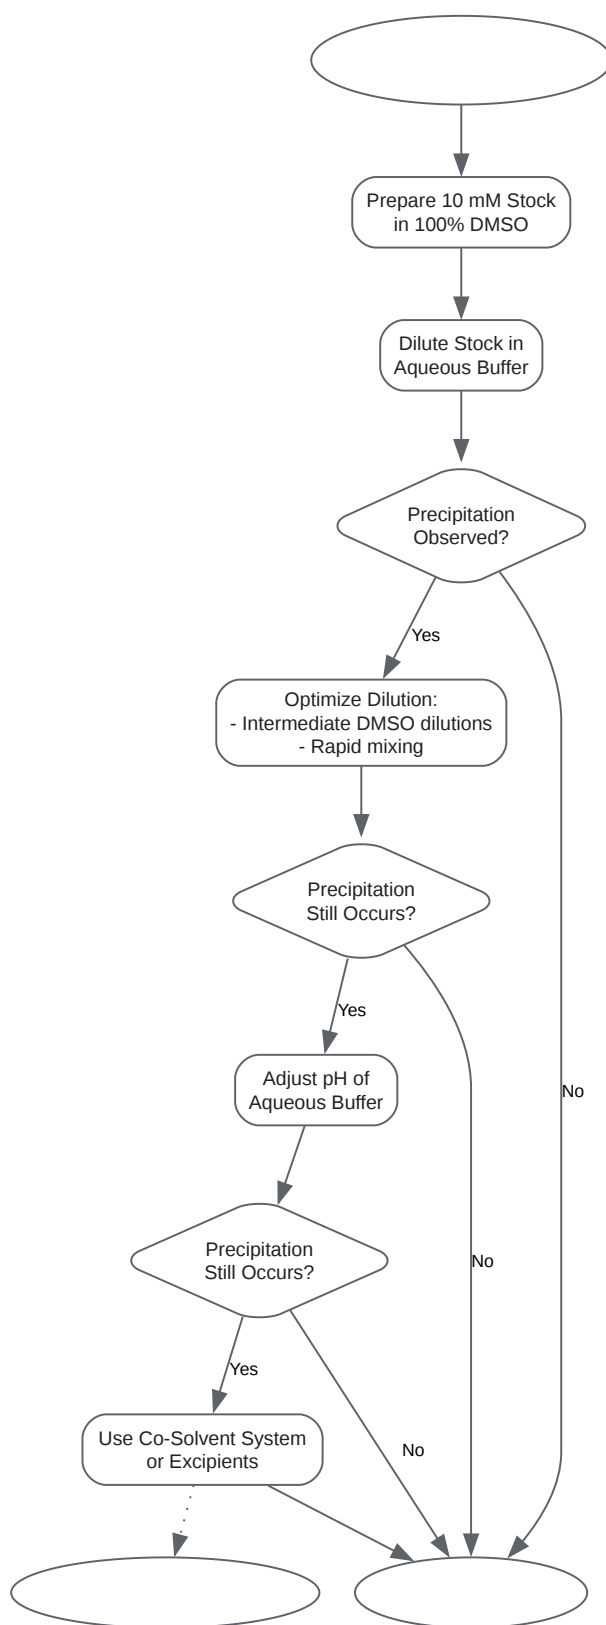 Prepare 10 mM Stock
in 100% DMSO
Dilute Stock in
Aqueous Buffer
Precipitation
Observed?
Yes
Optimize Dilution:
- Intermediate DMSO dilutions
- Rapid mixing
Precipitation
Still Occurs?
Yes
Adjust pH of
Aqueous Buffer
No
Precipitation
Still Occurs?
No
Yes
Use Co-Solvent System
or Excipients
No